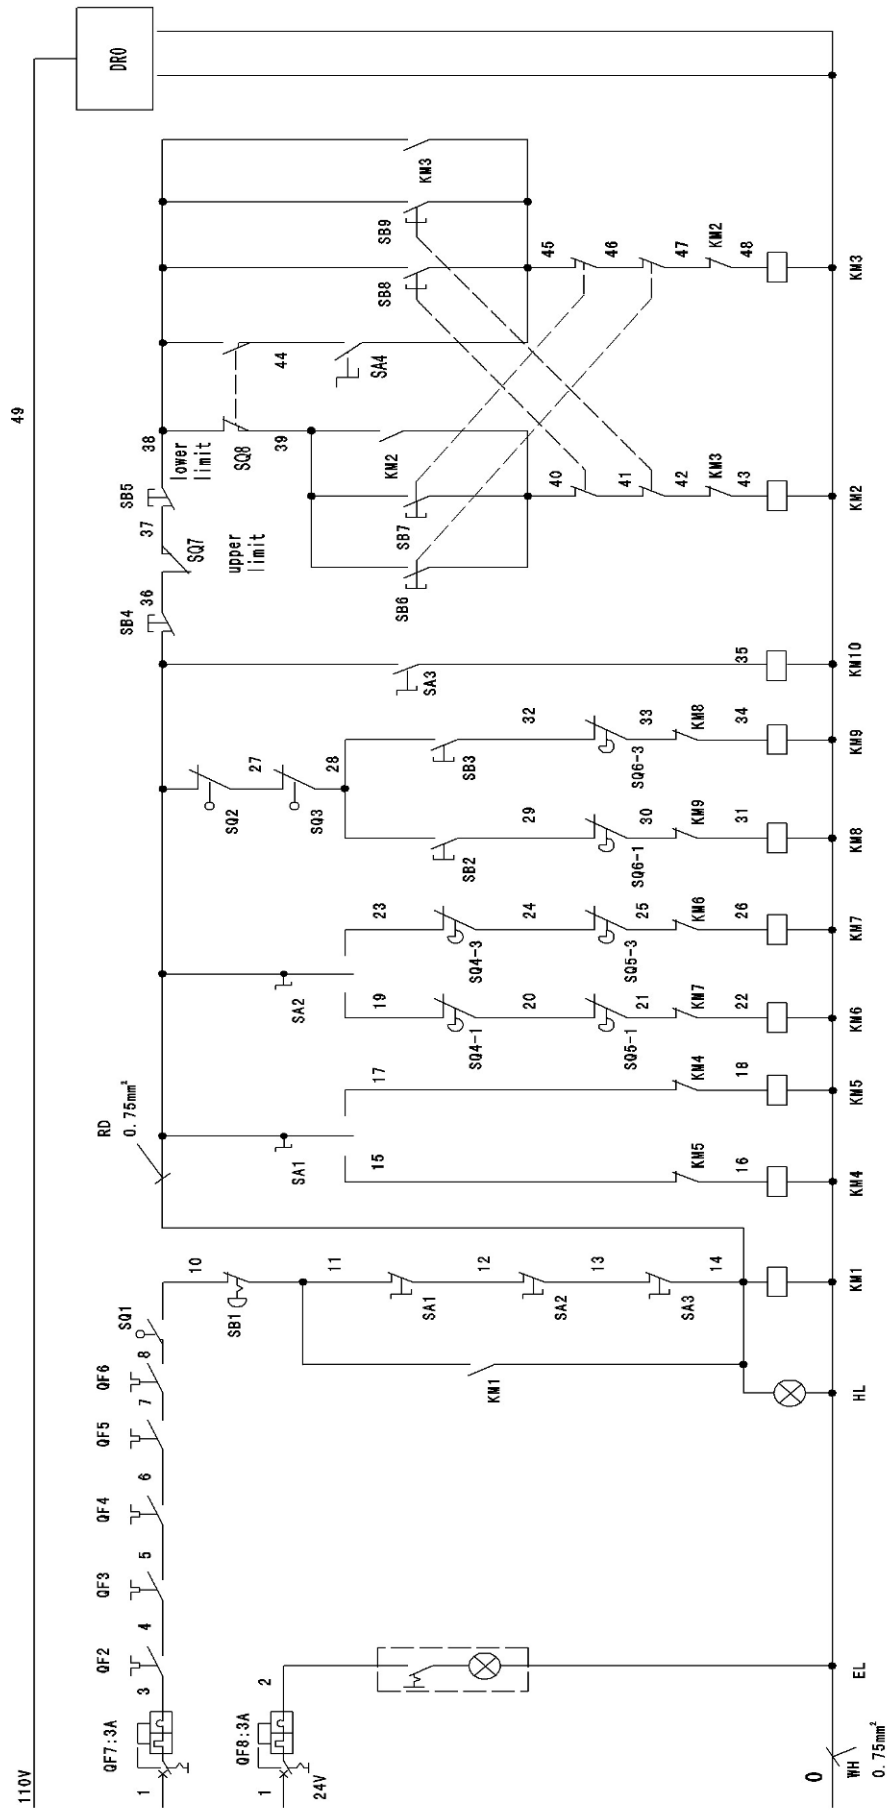 110V
49
DRO
QF7:3A
1
3
QF2
4
QF3
5
QF4
6
QF5
7
QF6
8
SQ1
10
SB1
11
SA1
12
SA2
13
SA3
14
KM1
KM1
HL
QF8:3A
1
24V
2
EL
0
WH
0.75mm²
RD
0.75mm²
SA1
15
KM5
16
KM4
17
KM4
18
KM5
SA2
19
SQ4-1
20
SQ5-1
21
KM7
22
KM6
23
SQ4-3
24
SQ5-3
25
KM6
26
KM7
SQ2
27
SQ3
28
SB2
29
SQ6-1
30
KM9
31
KM8
SB3
32
SQ6-3
33
KM8
34
KM9
SA3
35
KM10
SB4
36
SQ7
upper
limit
37
SB5
38
lower
limit
SQ8
39
SB6
SB7
KM2
40
41
42
KM3
43
KM2
44
SA4
SB8
SB9
KM3
45
46
47
KM2
48
KM3